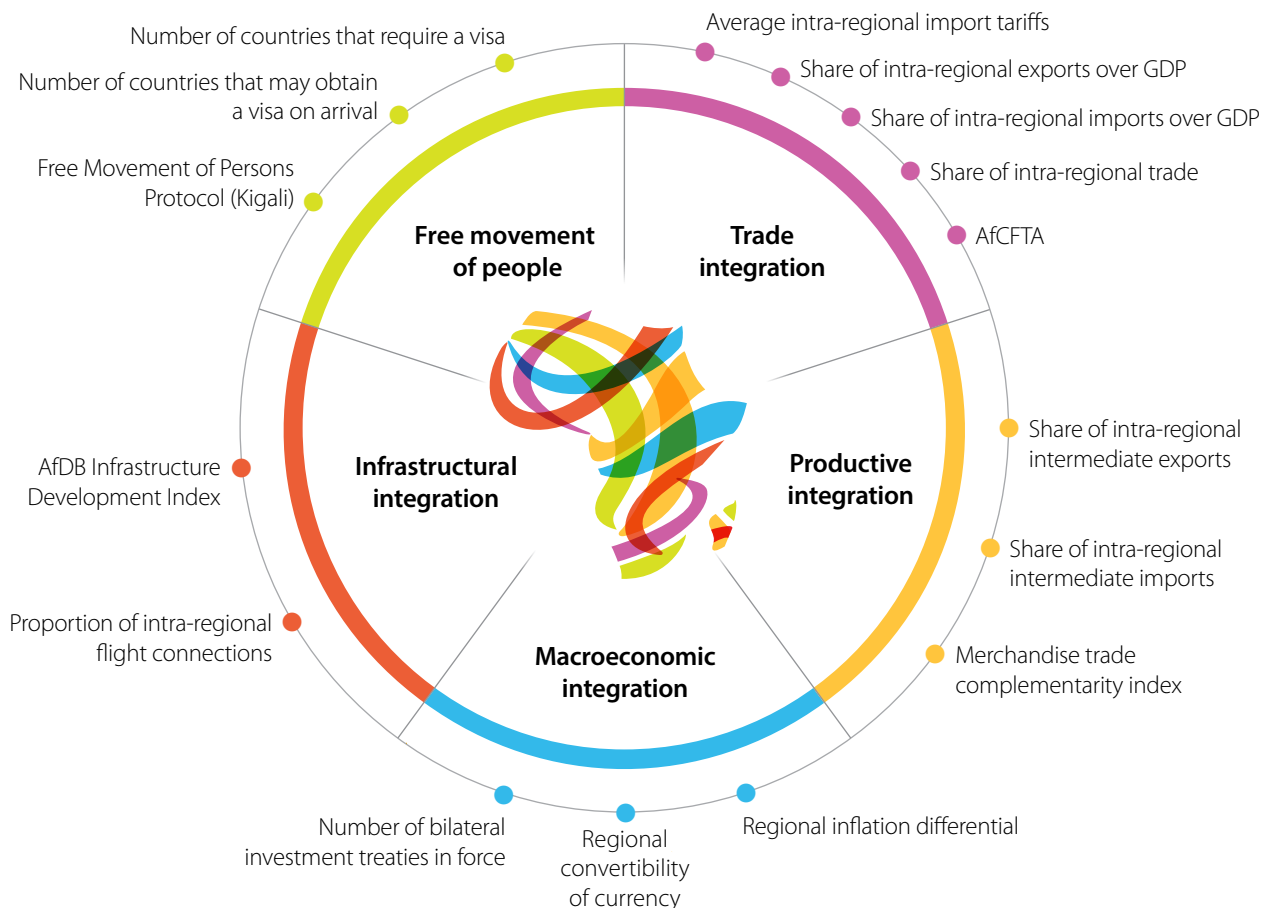 Number of countries that require a visa
Number of countries that may obtain
a visa on arrival
Free Movement of Persons
Protocol (Kigali)
Free movement
of people
Average intra-regional import tariffs
Share of intra-regional exports over GDP
Share of intra-regional imports over GDP
Share of intra-regional trade
AfCFTA
Trade
integration
AfDB Infrastructure
Development Index
Proportion of intra-regional
flight connections
Infrastructural
integration
Productive
integration
Share of intra-regional
intermediate exports
Share of intra-regional
intermediate imports
Merchandise trade
complementarity index
Macroeconomic
integration
Number of bilateral
investment treaties in force
Regional
convertibility
of currency
Regional inflation differential